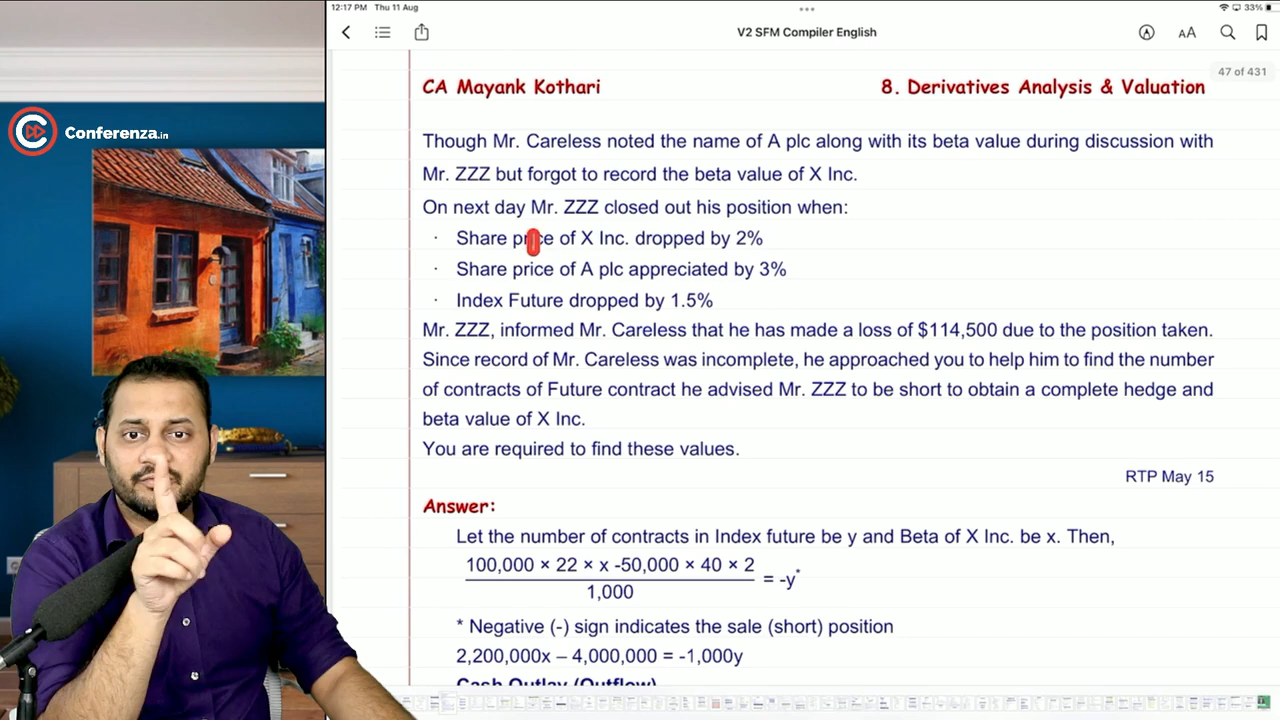 12:17 PM Thu 11 Aug
33%
V2 SFM Compiler English
AA
47 of 431
Conferenza.in
CA Mayank Kothari
8. Derivatives Analysis & Valuation
Though Mr. Careless noted the name of A plc along with its beta value during discussion with
Mr. ZZZ but forgot to record the beta value of X Inc.
On next day Mr. ZZZ closed out his position when:
· Share price of X Inc. dropped by 2%
· Share price of A plc appreciated by 3%
· Index Future dropped by 1.5%
Mr. ZZZ, informed Mr. Careless that he has made a loss of $114,500 due to the position taken.
Since record of Mr. Careless was incomplete, he approached you to help him to find the number
of contracts of Future contract he advised Mr. ZZZ to be short to obtain a complete hedge and
beta value of X Inc.
You are required to find these values.
RTP May 15
Answer:
Let the number of contracts in Index future be y and Beta of X Inc. be x. Then,
100,000 × 22 × x -50,000 × 40 × 2
1,000
= -y*
* Negative (-) sign indicates the sale (short) position
2,200,000x – 4,000,000 = -1,000y
Cash Outlay (Outflow)